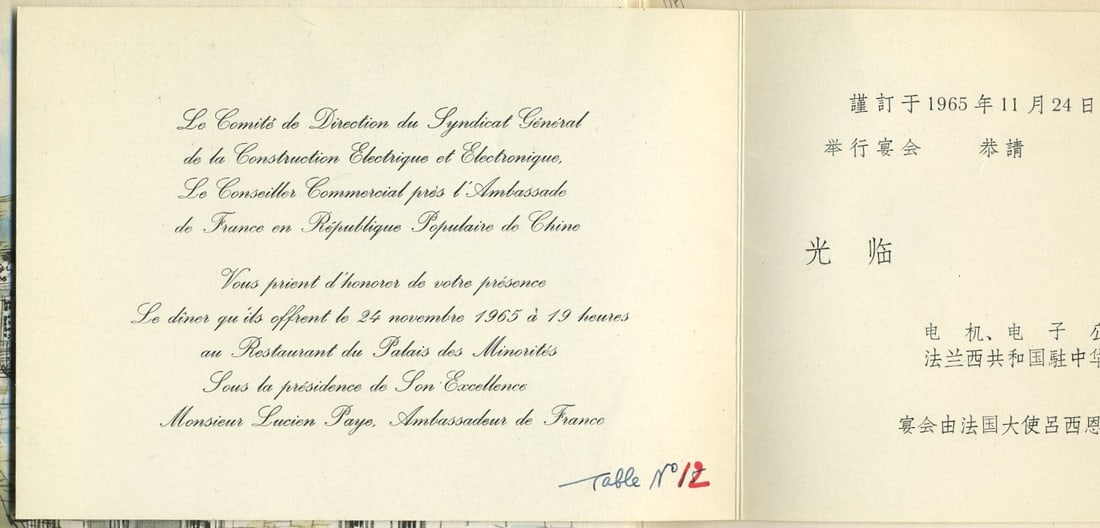 Le Comité de Direction du Syndicat Général
de la Construction Electrique et Electronique,
Le Conseiller Commercial près l'Ambassade
de France en République Populaire de Chine
Vous prient d'honorer de votre présence
Le dîner qu'ils offrent le 24 novembre 1965 à 19 heures
au Restaurant du Palais des Minorités
Sous la présidence de Son Excellence
Monsieur Lucien Paye, Ambassadeur de France
Table N° 12
謹訂于1965年11月24日
举行宴会 恭請
光临
电机、电子
法兰西共和国駐中华
宴会由法国大使呂西恩